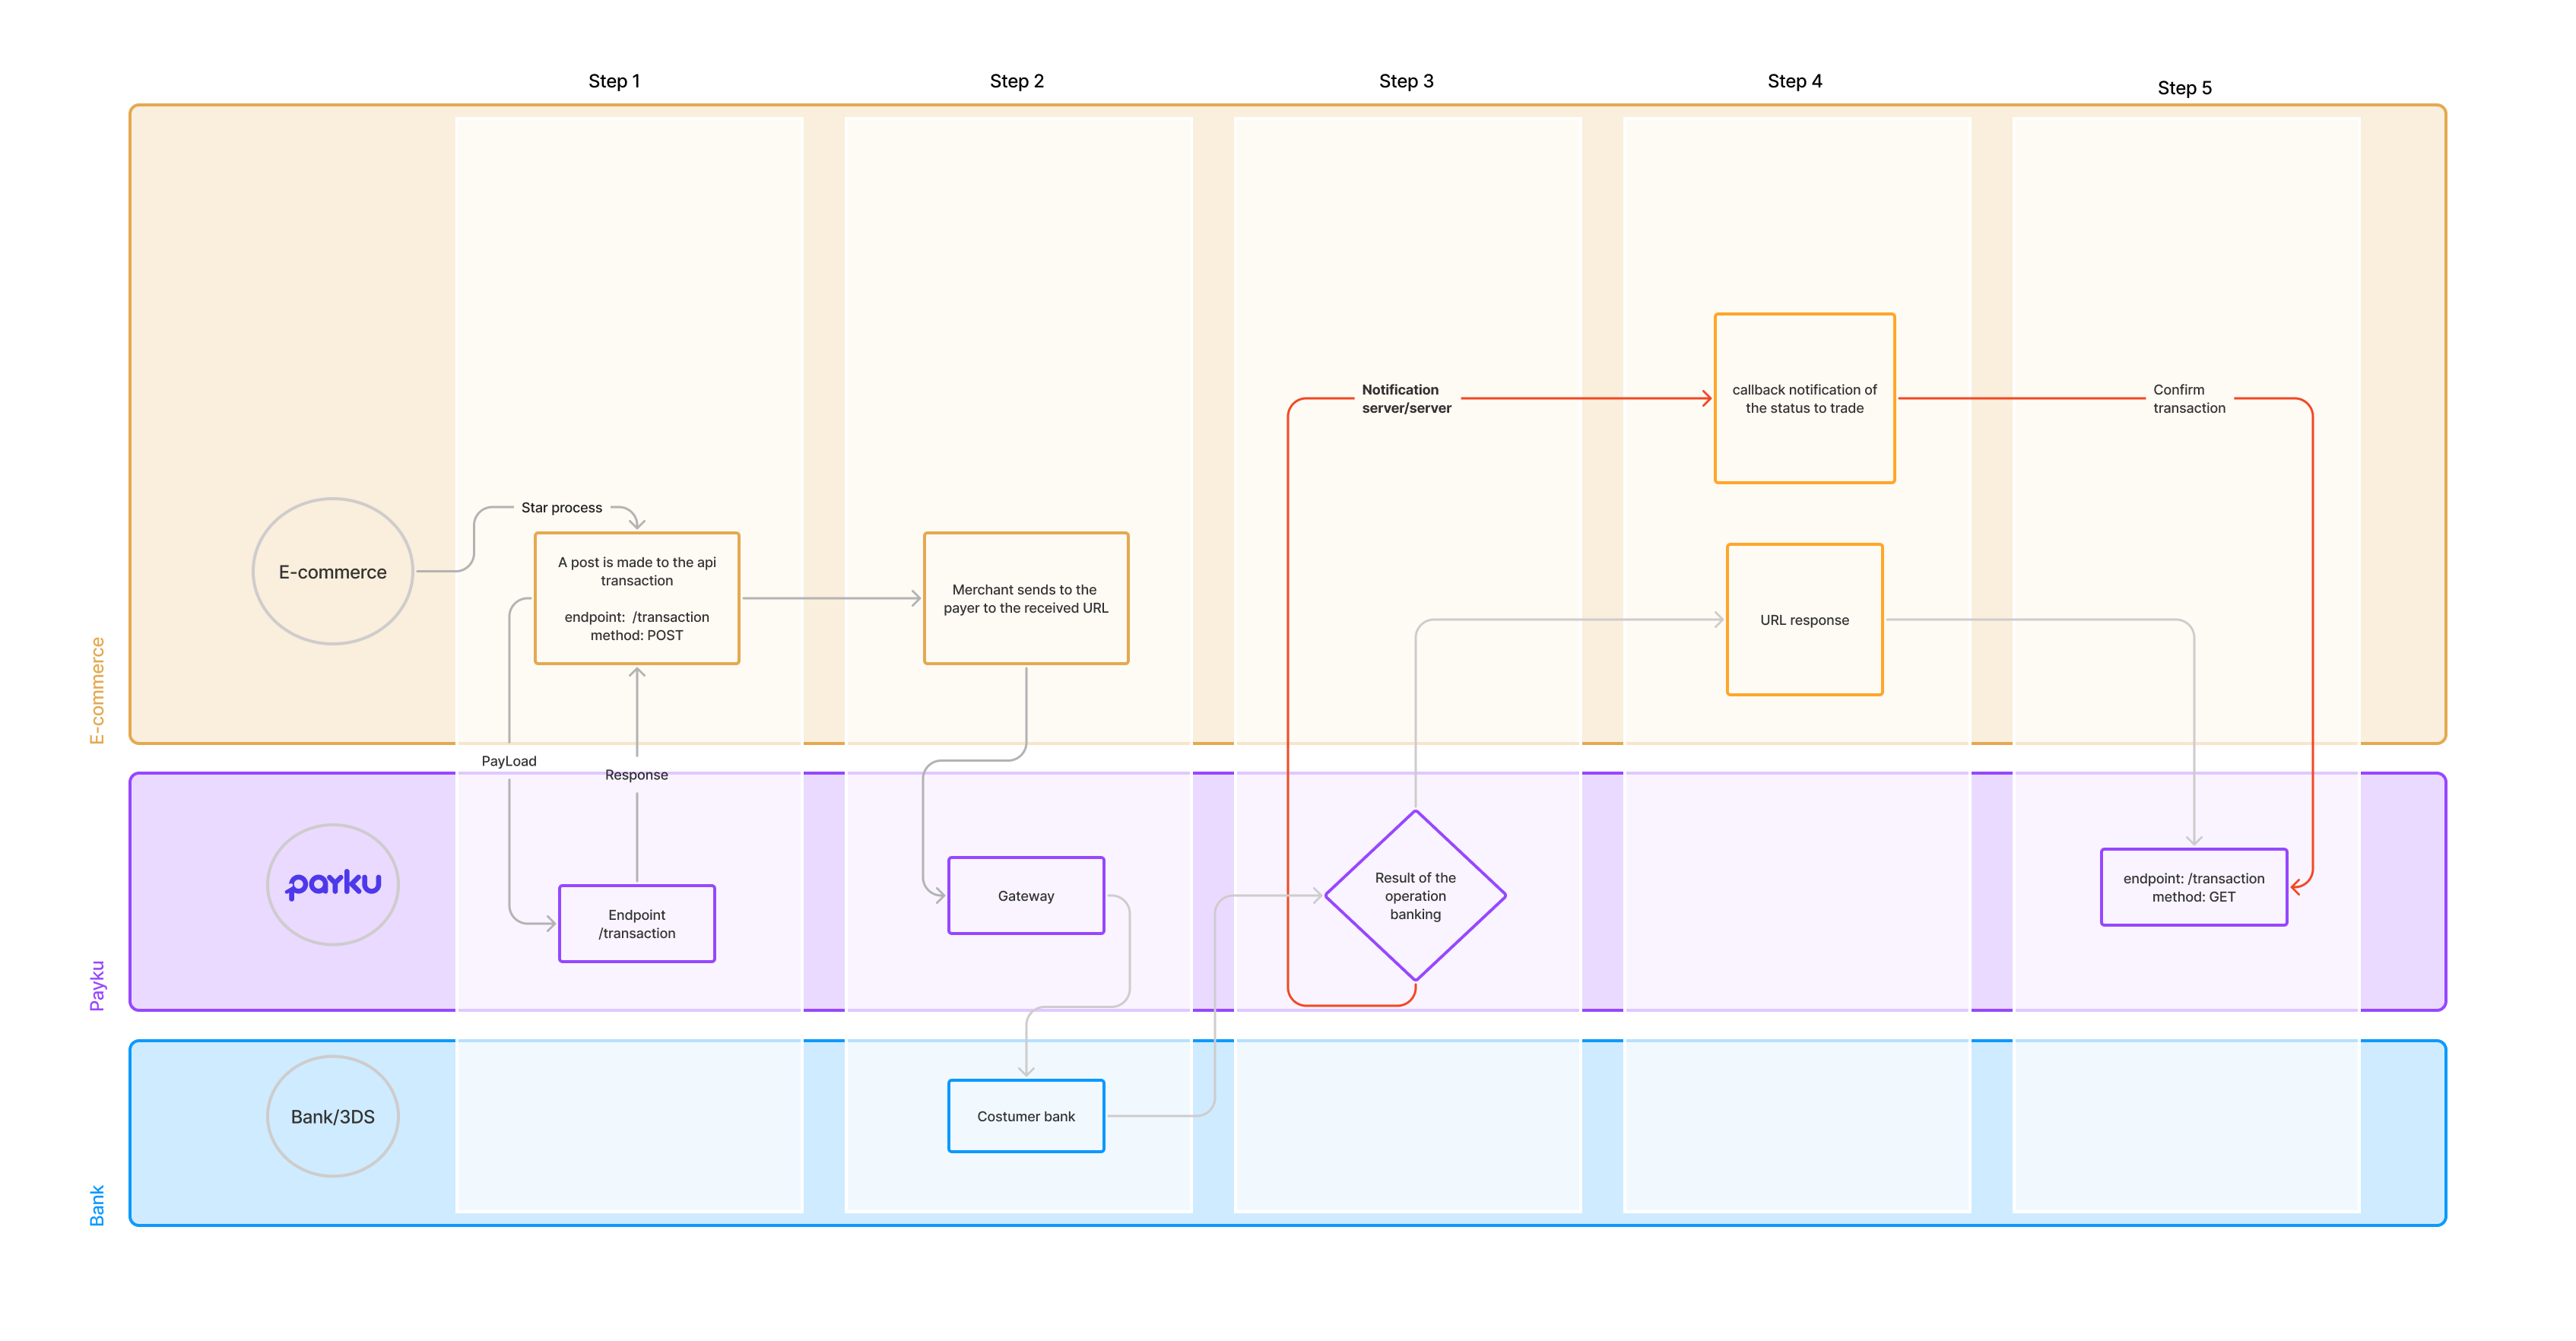 Step 1
Step 2
Step 3
Step 4
Step 5
E-commerce
E-commerce
Star process
A post is made to the api
transaction
endpoint:  /transaction
method: POST
Merchant sends to the
payer to the received URL
Notification
server/server
callback notification of
the status to trade
Confirm
transaction
URL response
PayLoad
Response
Payku
payku
Endpoint
/transaction
Gateway
Result of the
operation
banking
endpoint: /transaction
method: GET
Bank
Bank/3DS
Costumer bank